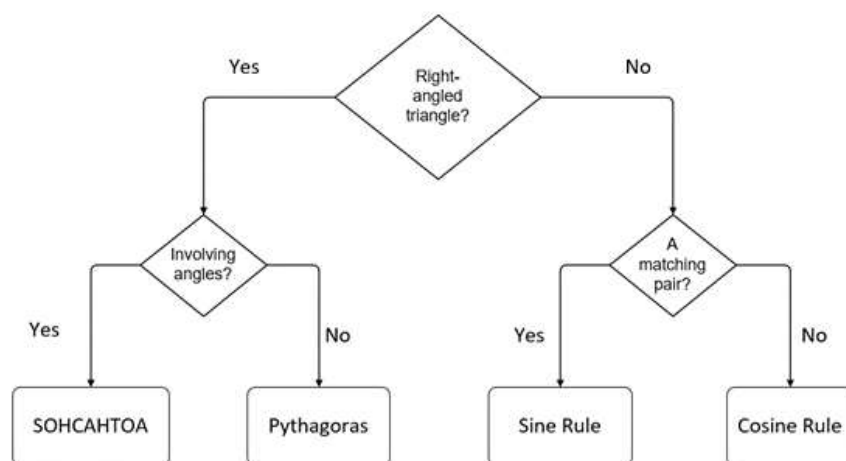 Yes
Right-
angled
triangle?
No
Involving
angles?
A
matching
pair?
Yes
No
Yes
No
SOHCAHTOA
Pythagoras
Sine Rule
Cosine Rule